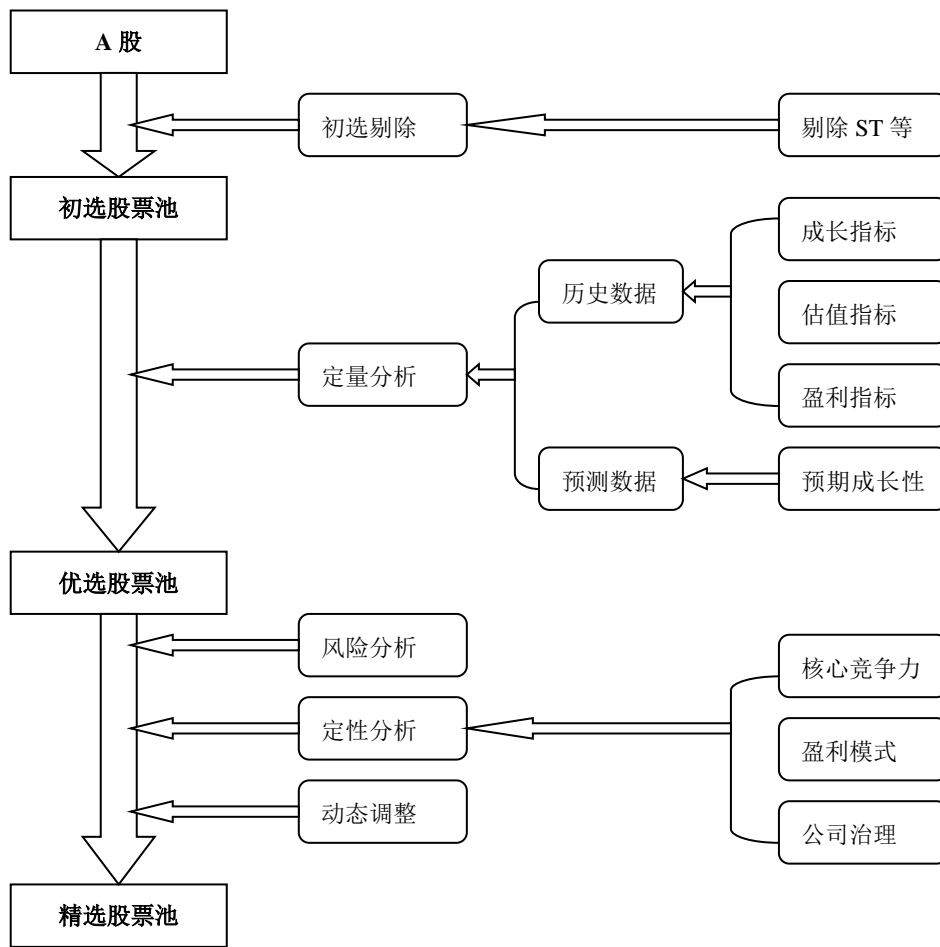 A 股
初选剔除
剔除 ST 等
初选股票池
成长指标
历史数据
估值指标
定量分析
盈利指标
预测数据
预期成长性
优选股票池
风险分析
核心竞争力
定性分析
盈利模式
动态调整
公司治理
精选股票池